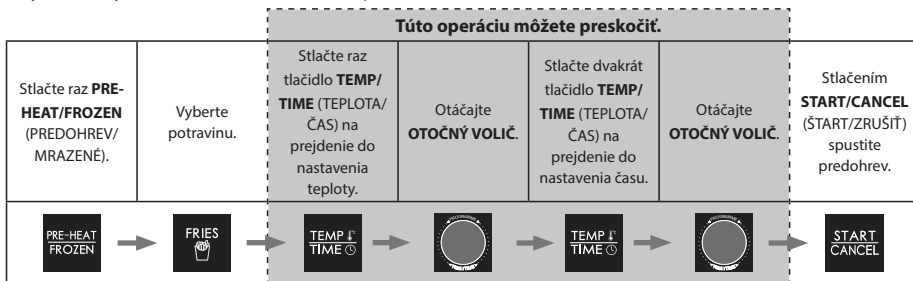 Túto operáciu môžete preskočiť.
Stlačte raz PRE-
HEAT/FROZEN
(PREDOHREV/
MRAZENÉ).
Vyberte
potravinu.
Stlačte raz
tlačidlo TEMP/
TIME (TEPLOTA/
ČAS) na
prejdenie do
nastavenia
teploty.
Otáčajte
OTOČNÝ VOLIČ.
Stlačte dvakrát
tlačidlo TEMP/
TIME (TEPLOTA/
ČAS) na
prejdenie do
nastavenia času.
Otáčajte
OTOČNÝ VOLIČ.
Stlačením
START/CANCEL
(ŠTART/ZRUŠIŤ)
spustite
predohrev.
PRE-HEAT
FROZEN
FRIES
TEMP
TIME
TEMP
TIME
START
CANCEL